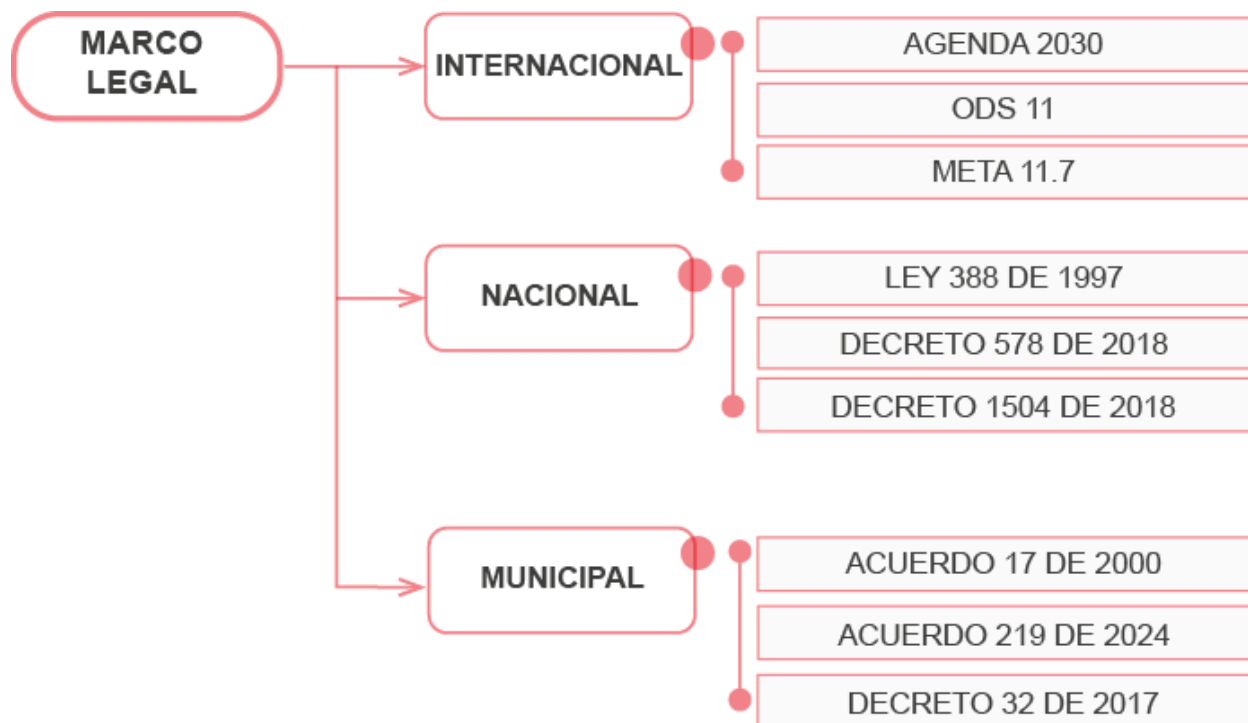 MARCO
LEGAL
INTERNACIONAL
AGENDA 2030
ODS 11
META 11.7
NACIONAL
LEY 388 DE 1997
DECRETO 578 DE 2018
DECRETO 1504 DE 2018
MUNICIPAL
ACUERDO 17 DE 2000
ACUERDO 219 DE 2024
DECRETO 32 DE 2017